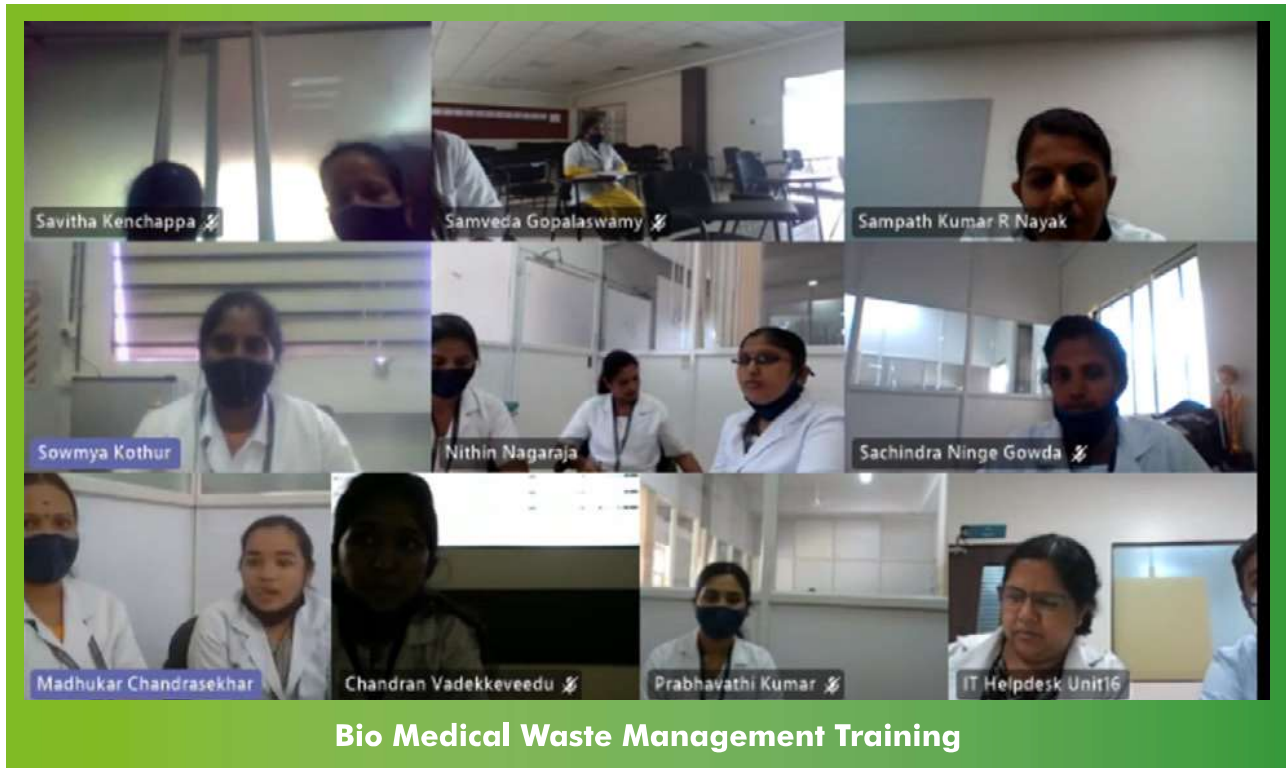 Savitha Kenchappa
Samveda Gopalaswamy
Sampath Kumar R Nayak
Sowmya Kothur
Nithin Nagaraja
Sachindra Ninge Gowda
Madhukar Chandrasekhar
Chandran Vadekkeveedu
Prabhavathi Kumar
IT Helpdesk Unit16
Bio Medical Waste Management Training